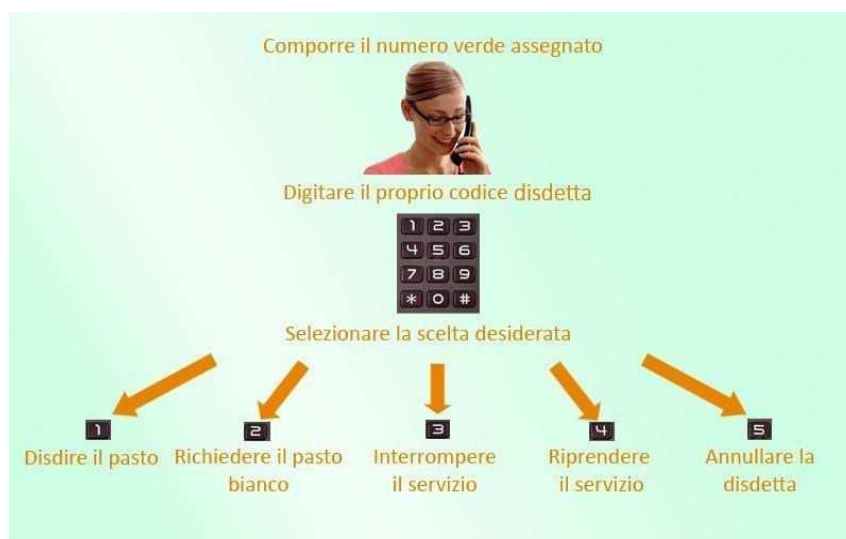 Comporre il numero verde assegnato
Digitare il proprio codice disdetta
1 2 3
4 5 6
7 8 9
* 0 #
Selezionare la scelta desiderata
1 2 3 4 5
Disdire il pasto
Richiedere il pasto
bianco
Interrompere
il servizio
Riprendere
il servizio
Annullare la
disdetta